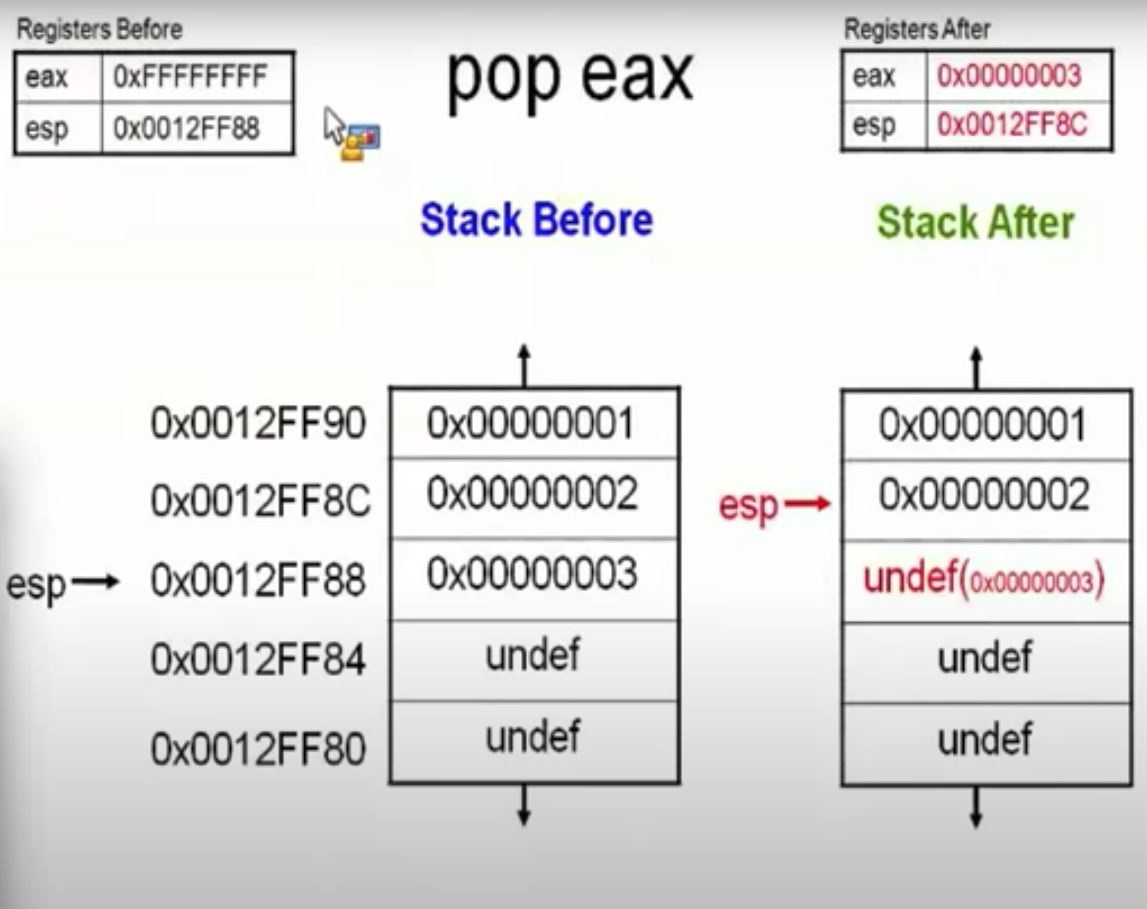 Registers Before
eax 0xFFFFFFFF
esp 0x0012FF88
pop eax
Registers After
eax 0x00000003
esp 0x0012FF8C
Stack Before
Stack After
0x0012FF90 0x00000001 0x00000001
0x0012FF8C 0x00000002 esp 0x00000002
esp 0x0012FF88 0x00000003 undef(0x00000003)
0x0012FF84 undef undef
0x0012FF80 undef undef